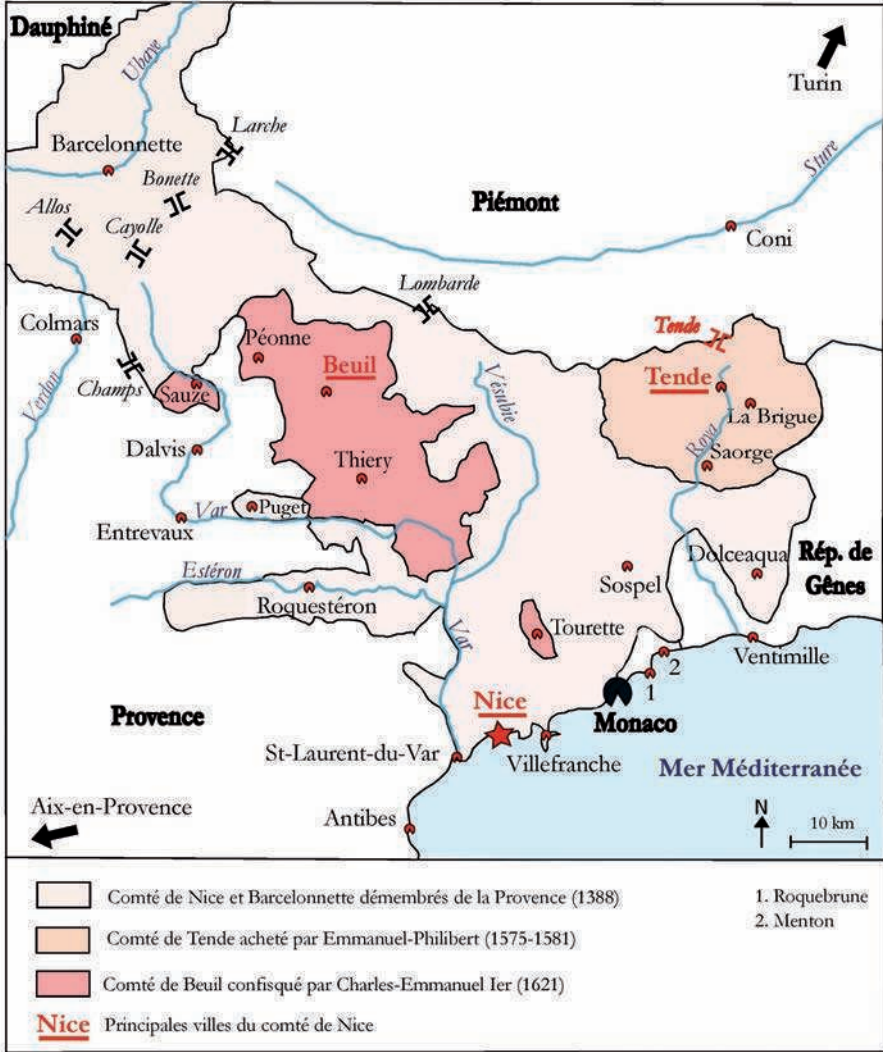 Dauphiné
Ubaye
Turin
Larche
Barcelonnette
Bonette
Sture
Allos
Piémont
Cayolle
Coni
Lombarde
Colmars
Péonne
Tende
Beuil
Vésubie
Tende
Champs
Sauze
Verdon
La Brigue
Roya
Saorge
Dalvis
Thiery
Var
Puget
Entrevaux
Dolceaqua
Rép. de
Gênes
Estéron
Sospel
Roquestéron
Var
Tourette
2
Ventimille
1
Nice
Monaco
Provence
St-Laurent-du-Var
Villefranche
Mer Méditerranée
Aix-en-Provence
Antibes
N
10 km
Comté de Nice et Barcelonnette démembrés de la Provence (1388)
1. Roquebrune
2. Menton
Comté de Tende acheté par Emmanuel-Philibert (1575-1581)
Comté de Beuil confisqué par Charles-Emmanuel Ier (1621)
Nice Principales villes du comté de Nice